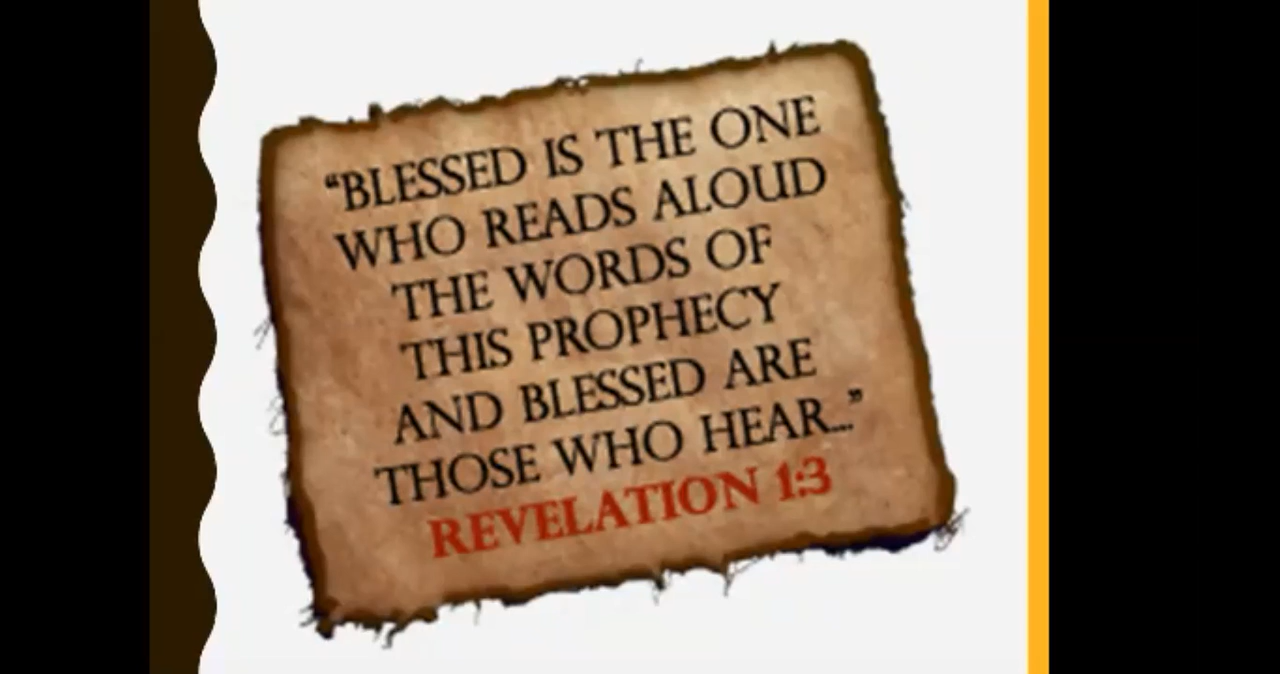 “BLESSED IS THE ONE
WHO READS ALOUD
THE WORDS OF
THIS PROPHECY
AND BLESSED ARE
THOSE WHO HEAR...”
REVELATION 1:3